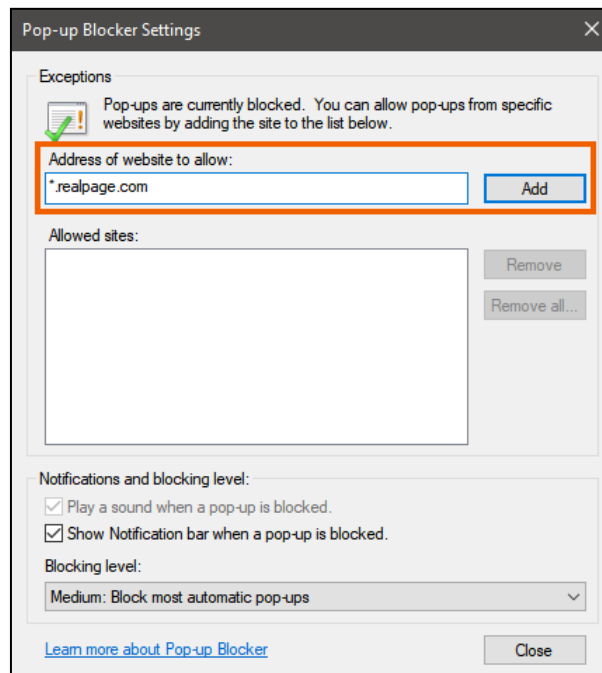 Pop-up Blocker Settings
Exceptions
Pop-ups are currently blocked. You can allow pop-ups from specific
websites by adding the site to the list below.
Address of website to allow:
*.realpage.com
Add
Allowed sites:
Remove
Remove all...
Notifications and blocking level:
Play a sound when a pop-up is blocked.
Show Notification bar when a pop-up is blocked.
Blocking level:
Medium: Block most automatic pop-ups
Learn more about Pop-up Blocker
Close